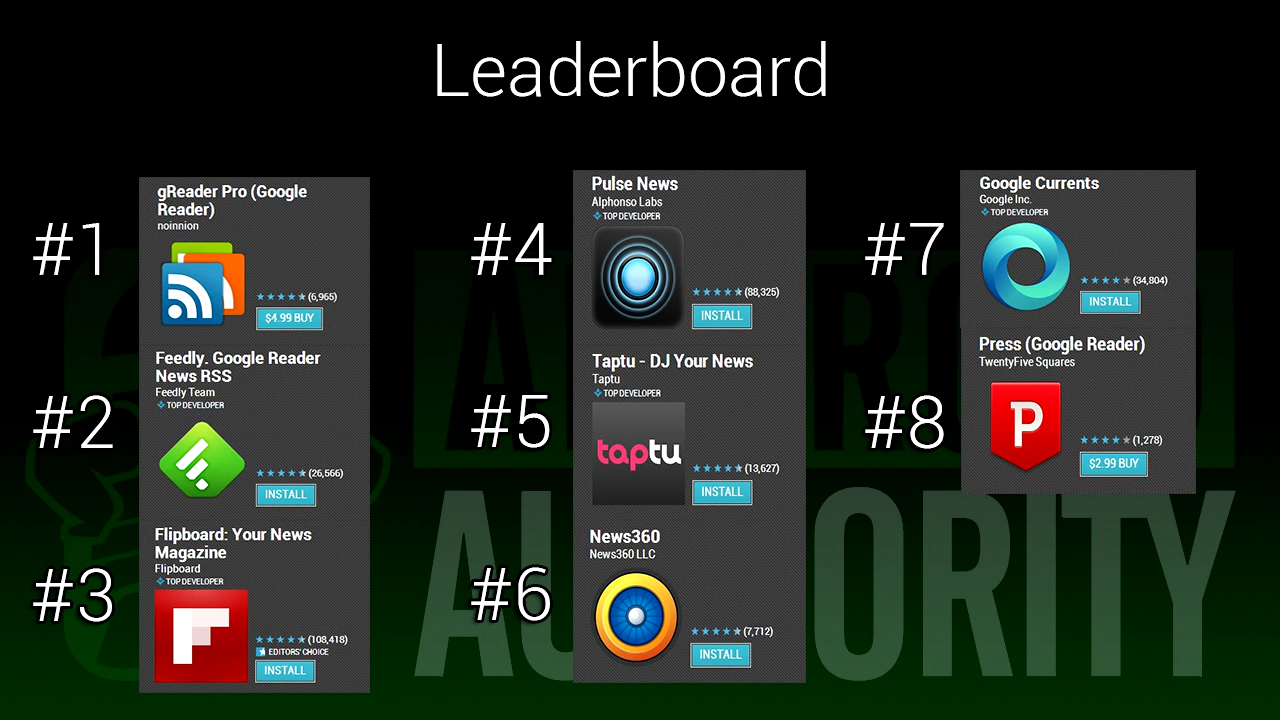 Leaderboard
#1
gReader Pro (Google
Reader)
noinnion
(6,965)
$4.99 BUY
#2
Feedly. Google Reader
News RSS
Feedly Team
TOP DEVELOPER
(26,566)
INSTALL
#3
Flipboard: Your News
Magazine
Flipboard
TOP DEVELOPER
(108,418)
EDITORS' CHOICE
INSTALL
#4
Pulse News
Alphonso Labs
TOP DEVELOPER
(88,325)
INSTALL
#5
Taptu - DJ Your News
Taptu
TOP DEVELOPER
taptu
(13,627)
INSTALL
#6
News360
News360 LLC
(7,712)
INSTALL
#7
Google Currents
Google Inc.
TOP DEVELOPER
(34,804)
INSTALL
#8
Press (Google Reader)
TwentyFive Squares
P
(1,278)
$2.99 BUY